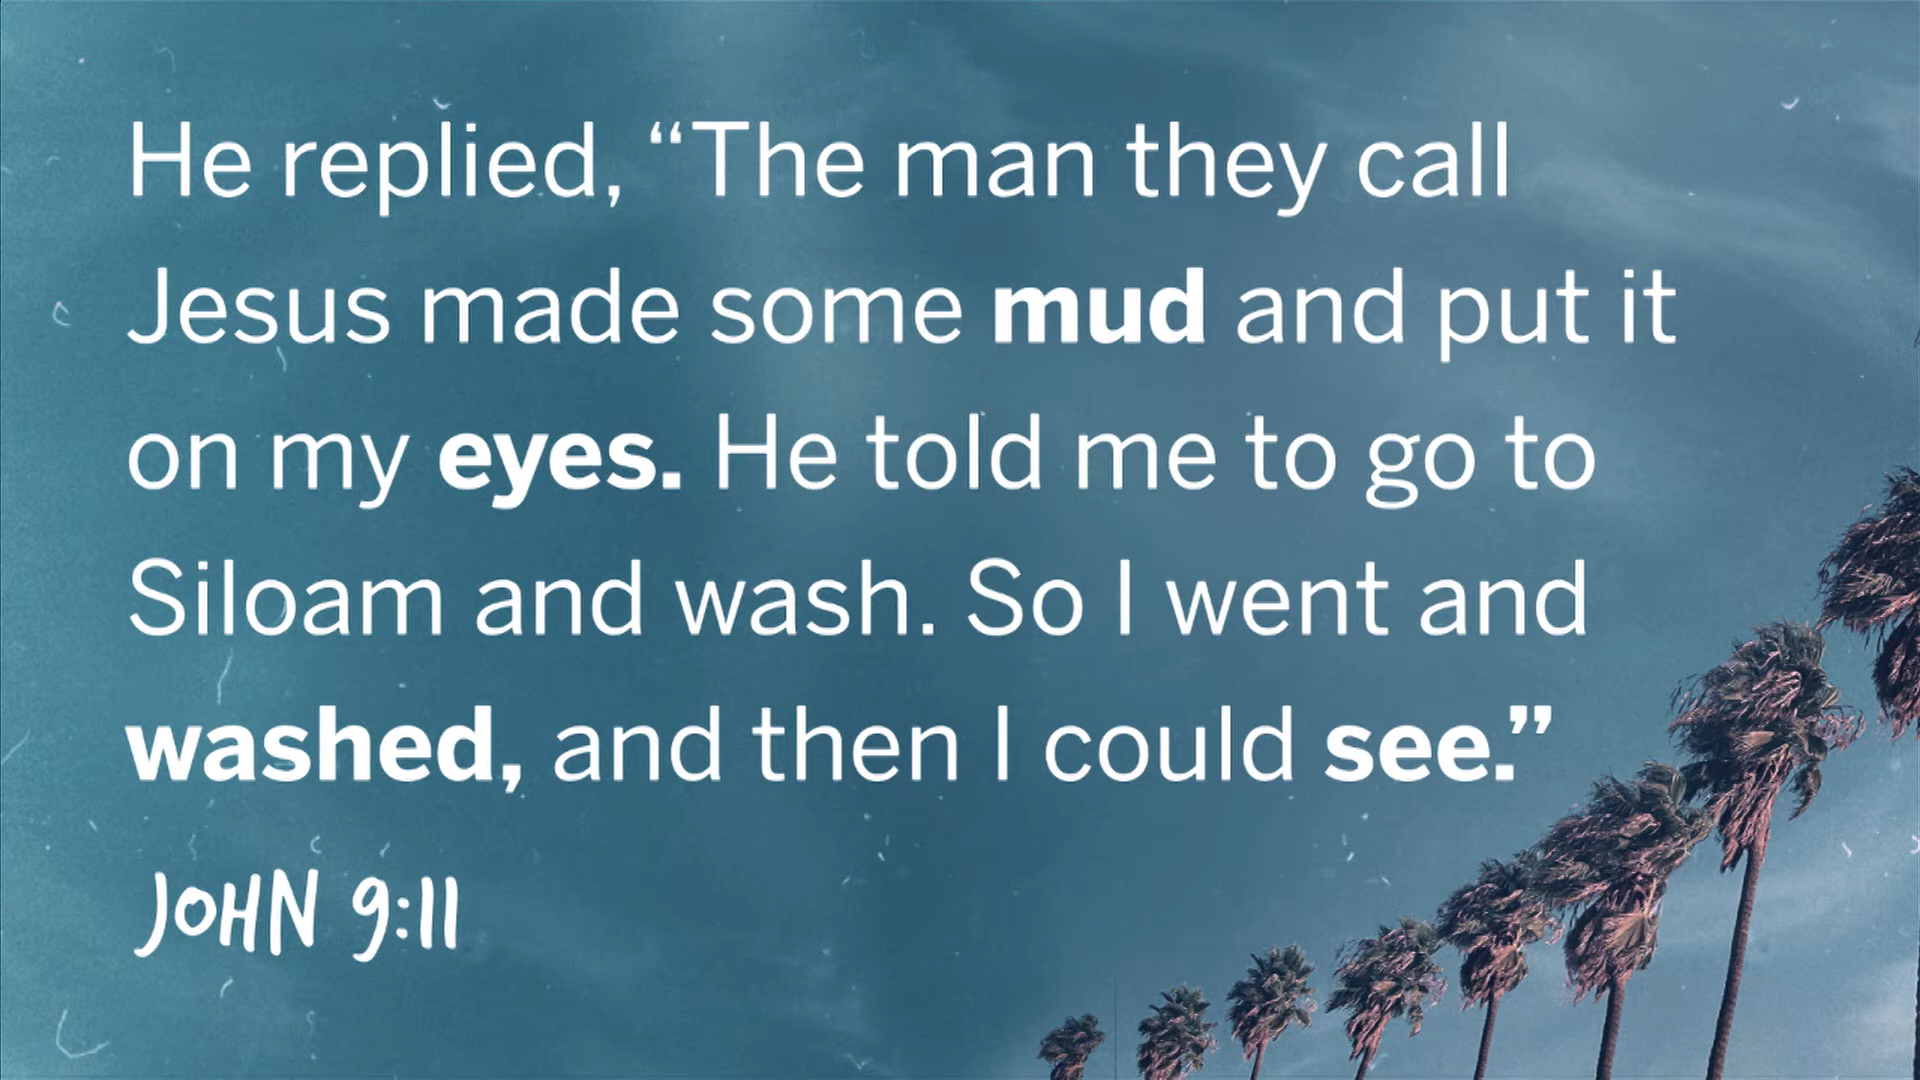 He replied, “The man they call
Jesus made some mud and put it
on my eyes. He told me to go to
Siloam and wash. So I went and
washed, and then I could see.”
JOHN 9:11